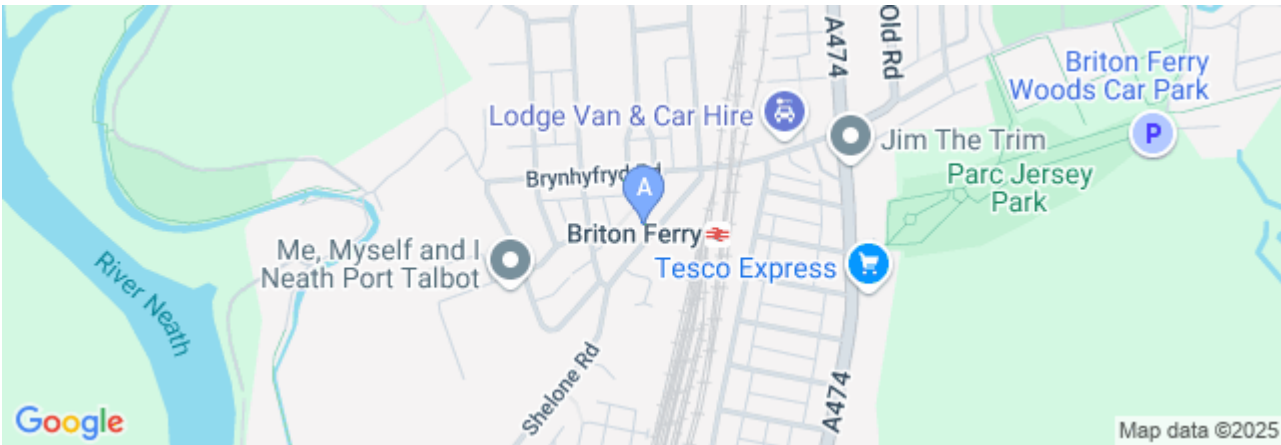 A474
Old Rd
Briton Ferry
Woods Car Park
P
Lodge Van & Car Hire
Jim The Trim
Brynhyfryd Rd
A
Parc Jersey
Park
Briton Ferry
Me, Myself and I
Neath Port Talbot
Tesco Express
River Neath
Shelone Rd
A474
Google
Map data ©2025